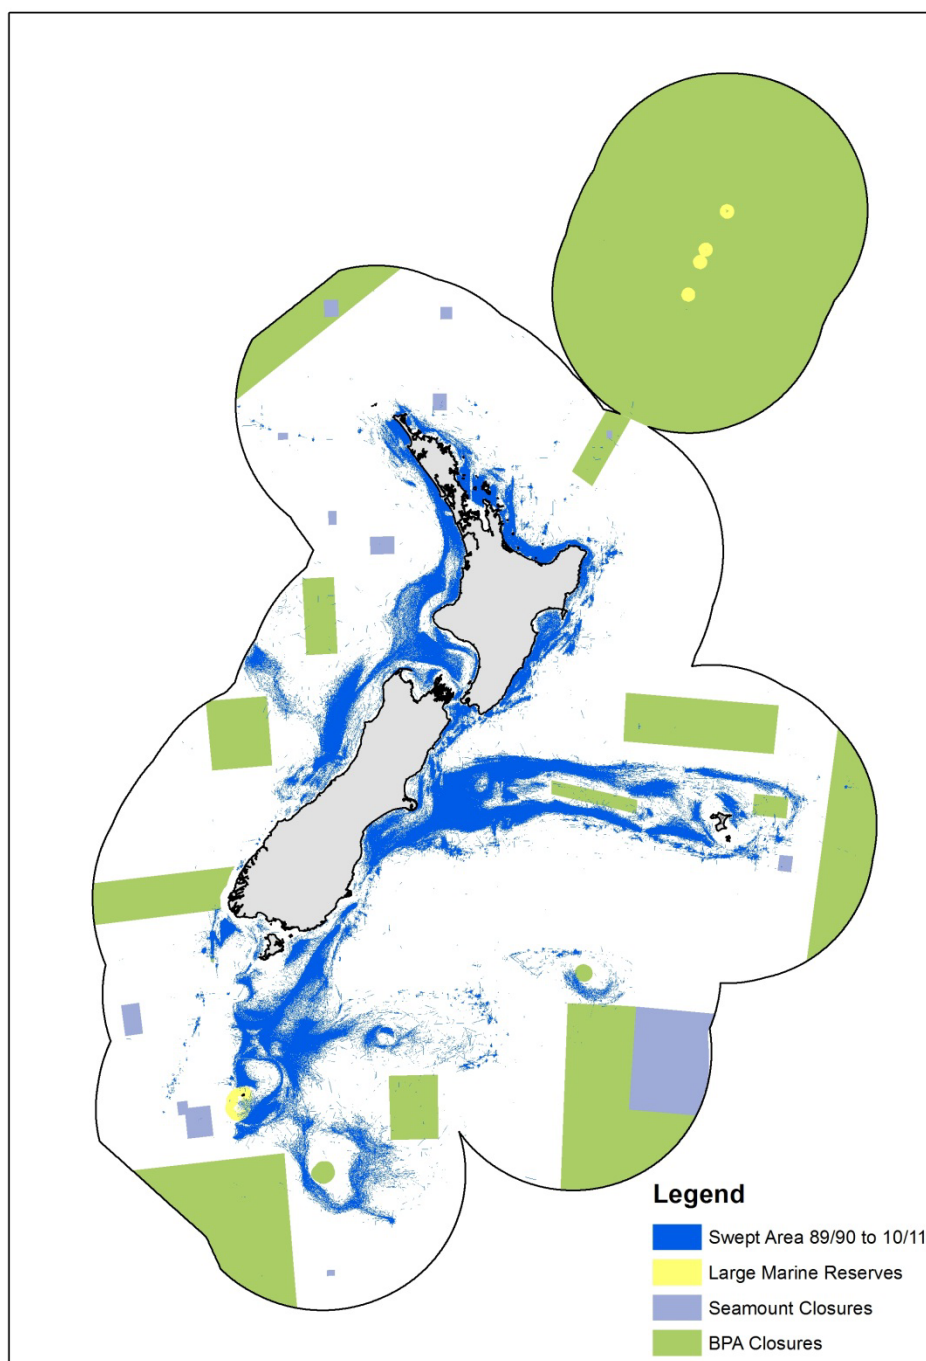 Legend
Swept Area 89/90 to 10/11
Large Marine Reserves
Seamount Closures
BPA Closures